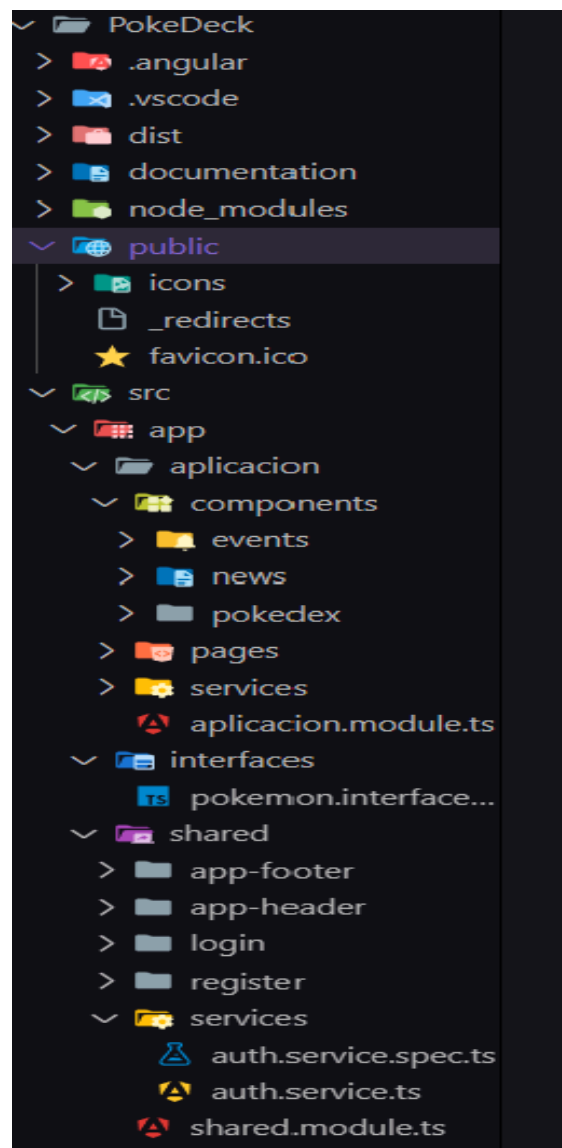 PokeDeck
.angular
.vscode
dist
documentation
node_modules
public
icons
_redirects
favicon.ico
src
app
aplicacion
components
events
news
pokedex
pages
services
aplicacion.module.ts
interfaces
TS pokemon.interface...
shared
app-footer
app-header
login
register
services
auth.service.spec.ts
auth.service.ts
shared.module.ts